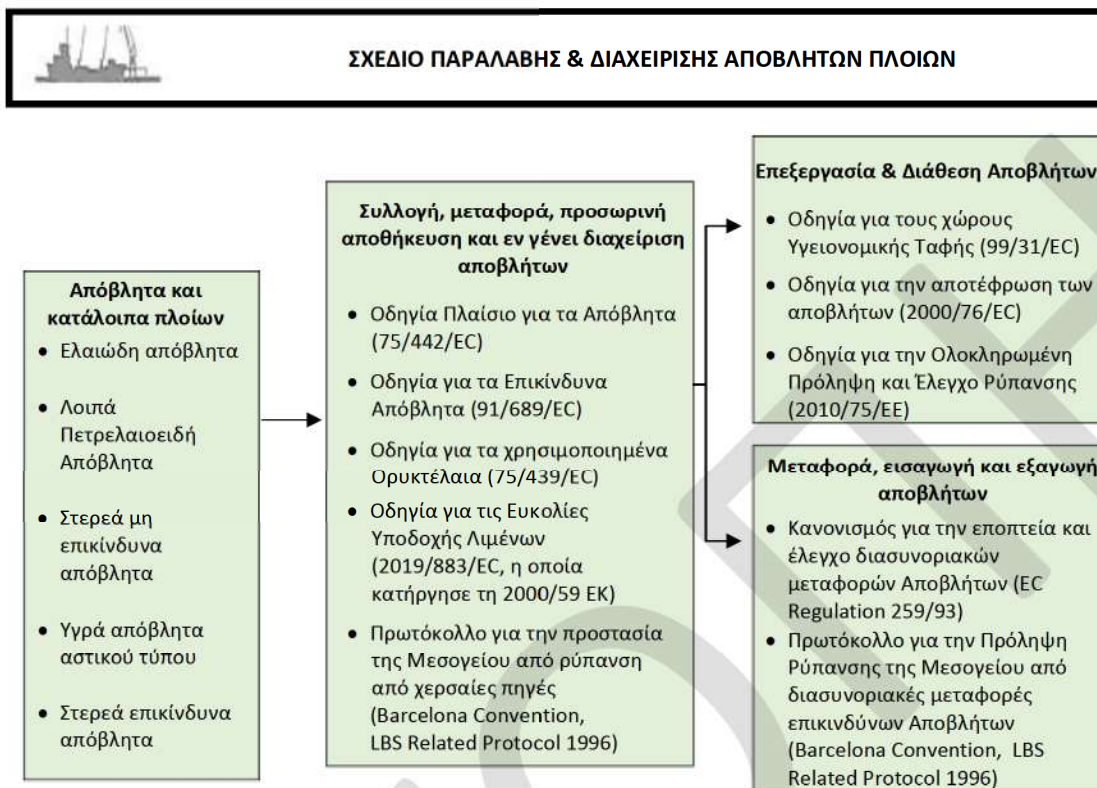 ΣΧΕΔΙΟ ΠΑΡΑΛΑΒΗΣ & ΔΙΑΧΕΙΡΙΣΗΣ ΑΠΟΒΛΗΤΩΝ ΠΛΟΙΩΝ
Απόβλητα και
κατάλοιπα πλοίων
• Ελαιώδη απόβλητα
• Λοιπά
Πετρελαιοειδή
Απόβλητα
• Στερεά μη
επικίνδυνα
απόβλητα
• Υγρά απόβλητα
αστικού τύπου
• Στερεά επικίνδυνα
απόβλητα
Συλλογή, μεταφορά, προσωρινή
αποθήκευση και εν γένει διαχείριση
αποβλήτων
• Οδηγία Πλαίσιο για τα Απόβλητα
(75/442/EC)
• Οδηγία για τα Επικίνδυνα
Απόβλητα (91/689/EC)
• Οδηγία για τα χρησιμοποιημένα
Ορυκτέλαια (75/439/EC)
• Οδηγία για τις Ευκολίες
Υποδοχής Λιμένων
(2019/883/EC, η οποία
κατήργησε τη 2000/59 ΕΚ)
• Πρωτόκολλο για την προστασία
της Μεσογείου από ρύπανση
από χερσαίες πηγές
(Barcelona Convention,
LBS Related Protocol 1996)
Επεξεργασία & Διάθεση Αποβλήτων
• Οδηγία για τους χώρους
Υγειονομικής Ταφής (99/31/EC)
• Οδηγία για την αποτέφρωση των
αποβλήτων (2000/76/EC)
• Οδηγία για την Ολοκληρωμένη
Πρόληψη και Έλεγχο Ρύπανσης
(2010/75/ΕΕ)
Μεταφορά, εισαγωγή και εξαγωγή
αποβλήτων
• Κανονισμός για την εποπτεία και
έλεγχο διασυνοριακών
μεταφορών Αποβλήτων (EC
Regulation 259/93)
• Πρωτόκολλο για την Πρόληψη
Ρύπανσης της Μεσογείου από
διασυνοριακές μεταφορές
επικινδύνων Αποβλήτων
(Barcelona Convention, LBS
Related Protocol 1996)